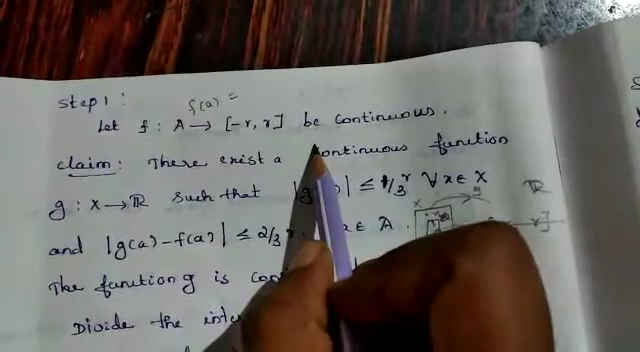 Step 1:
f(a) =
Let f: A → [-r, r] be continuous.
claim: There exist a continuous function
g: X → ℝ such that |g | ≤ 1/3 r ∀ x ∈ X
and |g(a) - f(a)| ≤ 2/3 ∈ A.
X g ℝ
r]
The function g is
Divide the